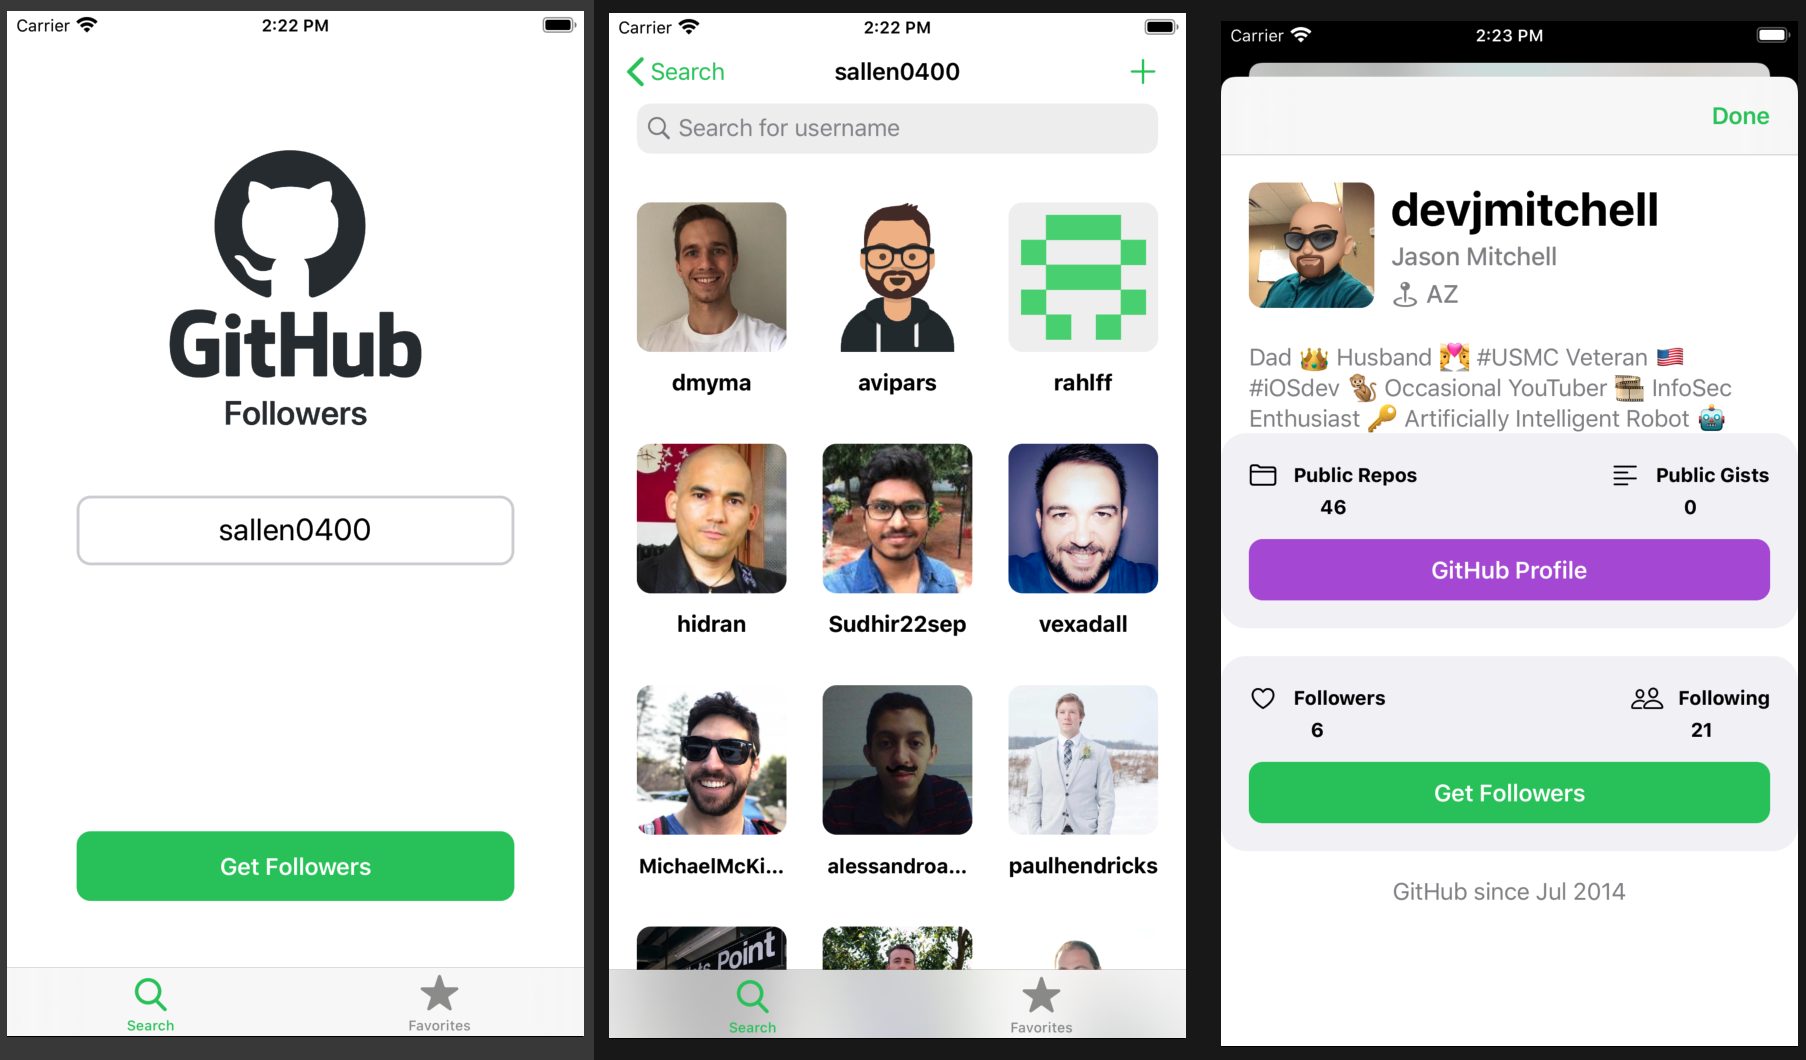 Carrier 2:22 PM
GitHub
Followers
sallen0400
Get Followers
Search Favorites
Carrier 2:22 PM
Search sallen0400 +
Search for username
dmyma avipars rahlff
hidran Sudhir22sep vexadall
MichaelMcKi... alessandroa... paulhendricks
Point
Search Favorites
Carrier 2:23 PM
Done
devjmitchell
Jason Mitchell
AZ
Dad 👑 Husband 💏 #USMC Veteran 🇺🇸
#iOSdev 🐒 Occasional YouTuber 🎞 InfoSec
Enthusiast 🔑 Artificially Intelligent Robot 🤖
Public Repos Public Gists
46 0
GitHub Profile
Followers Following
6 21
Get Followers
GitHub since Jul 2014